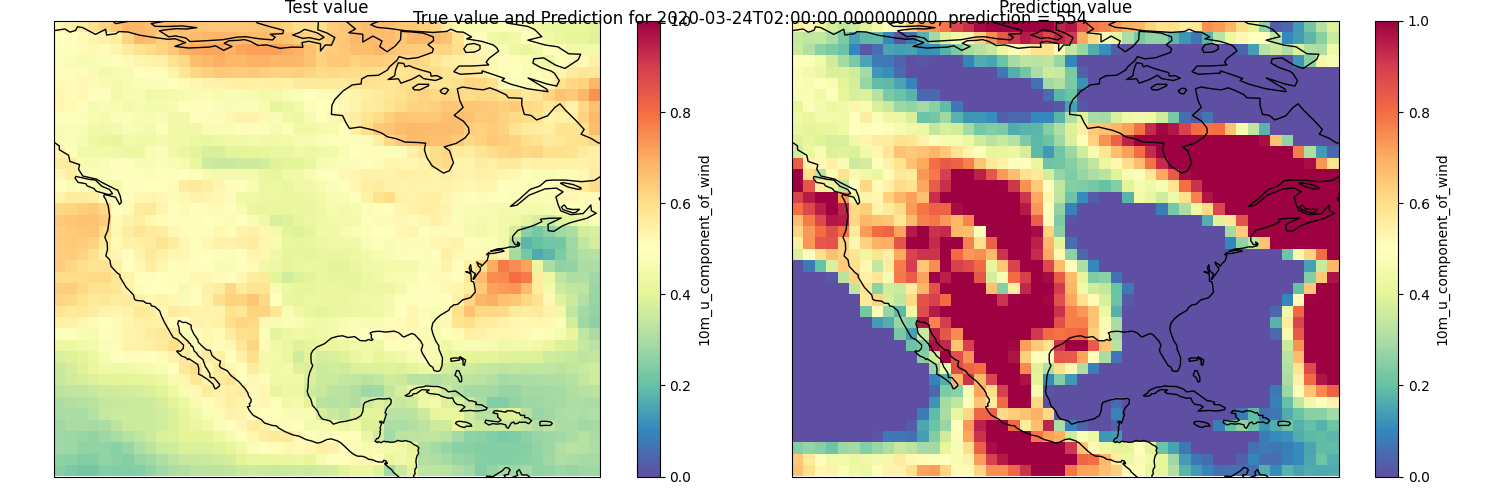 Test value
Prediction value
True value and Prediction for 2020-03-24T02:00:00.000000000, prediction = 554
1.0
0.8
0.6
0.4
0.2
0.0
10m_u_component_of_wind
1.0
0.8
0.6
0.4
0.2
0.0
10m_u_component_of_wind